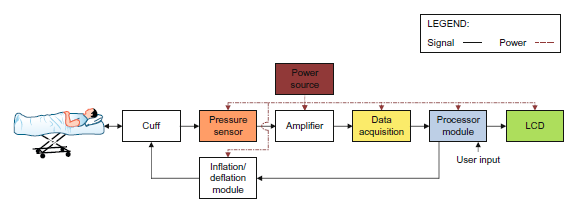 LEGEND:
Signal
Power
Power
source
Cuff
Pressure
sensor
Amplifier
Data
acquisition
Processor
module
LCD
User input
Inflation/
deflation
module